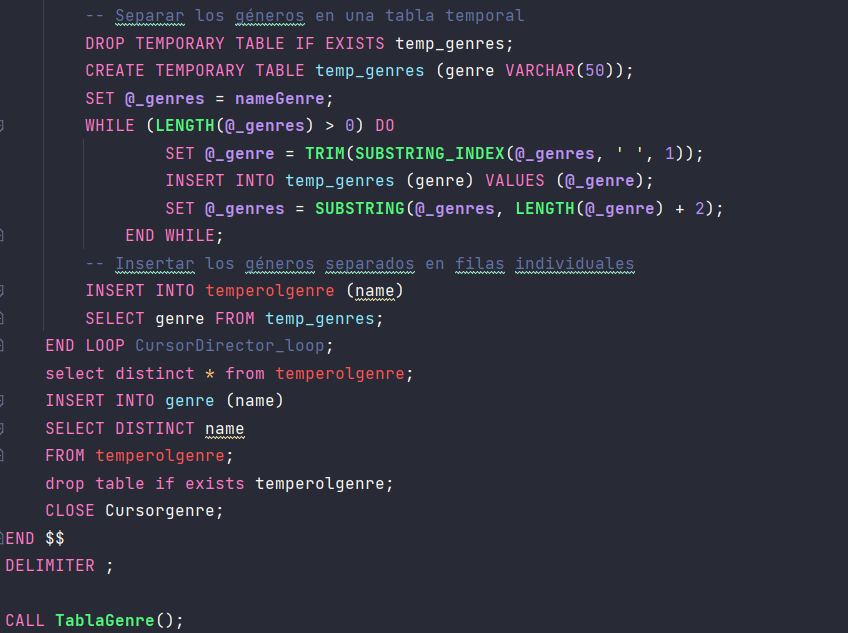 -- Separar los géneros en una tabla temporal
DROP TEMPORARY TABLE IF EXISTS temp_genres;
CREATE TEMPORARY TABLE temp_genres (genre VARCHAR(50));
SET @_genres = nameGenre;
WHILE (LENGTH(@_genres) > 0) DO
SET @_genre = TRIM(SUBSTRING_INDEX(@_genres, ' ', 1));
INSERT INTO temp_genres (genre) VALUES (@_genre);
SET @_genres = SUBSTRING(@_genres, LENGTH(@_genre) + 2);
END WHILE;
-- Insertar los géneros separados en filas individuales
INSERT INTO temperolgenre (name)
SELECT genre FROM temp_genres;
END LOOP CursorDirector_loop;
select distinct * from temperolgenre;
INSERT INTO genre (name)
SELECT DISTINCT name
FROM temperolgenre;
drop table if exists temperolgenre;
CLOSE Cursorgenre;
END $$
DELIMITER ;
CALL TablaGenre();